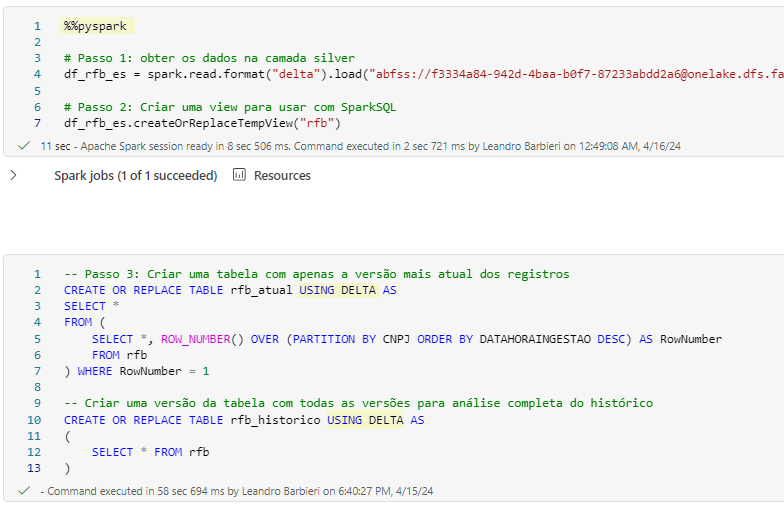 1 %%pyspark
2
3 # Passo 1: obter os dados na camada silver
4 df_rfb_es = spark.read.format("delta").load("abfss://f3334a84-942d-4baa-b0f7-87233abdd2a6@onelake.dfs.fa
5
6 # Passo 2: Criar uma view para usar com SparkSQL
7 df_rfb_es.createOrReplaceTempView("rfb")
11 sec - Apache Spark session ready in 8 sec 506 ms. Command executed in 2 sec 721 ms by Leandro Barbieri on 12:49:08 AM, 4/16/24
Spark jobs (1 of 1 succeeded) Resources
1 -- Passo 3: Criar uma tabela com apenas a versão mais atual dos registros
2 CREATE OR REPLACE TABLE rfb_atual USING DELTA AS
3 SELECT *
4 FROM (
5 SELECT *, ROW_NUMBER() OVER (PARTITION BY CNPJ ORDER BY DATAHORAINGESTAO DESC) AS RowNumber
6 FROM rfb
7 ) WHERE RowNumber = 1
8
9 -- Criar uma versão da tabela com todas as versões para análise completa do histórico
10 CREATE OR REPLACE TABLE rfb_historico USING DELTA AS
11 (
12 SELECT * FROM rfb
13 )
- Command executed in 58 sec 694 ms by Leandro Barbieri on 6:40:27 PM, 4/15/24